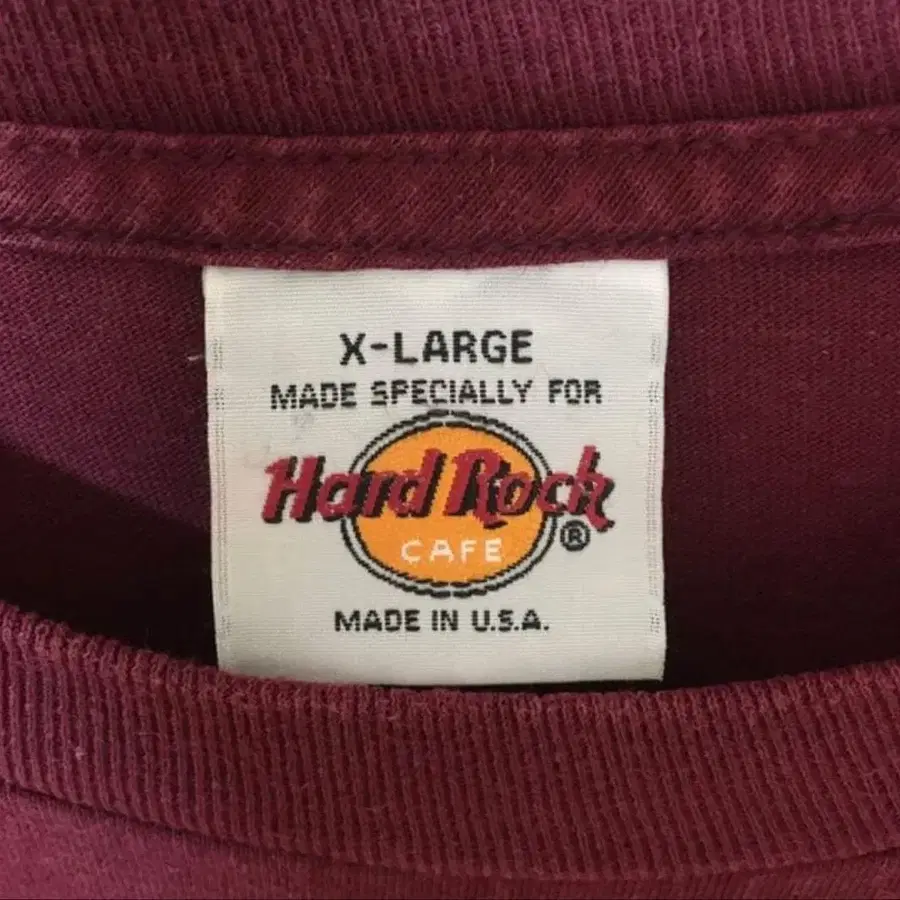 X-LARGE
MADE SPECIALLY FOR
Hard Rock
CAFE
®
MADE IN U.S.A.